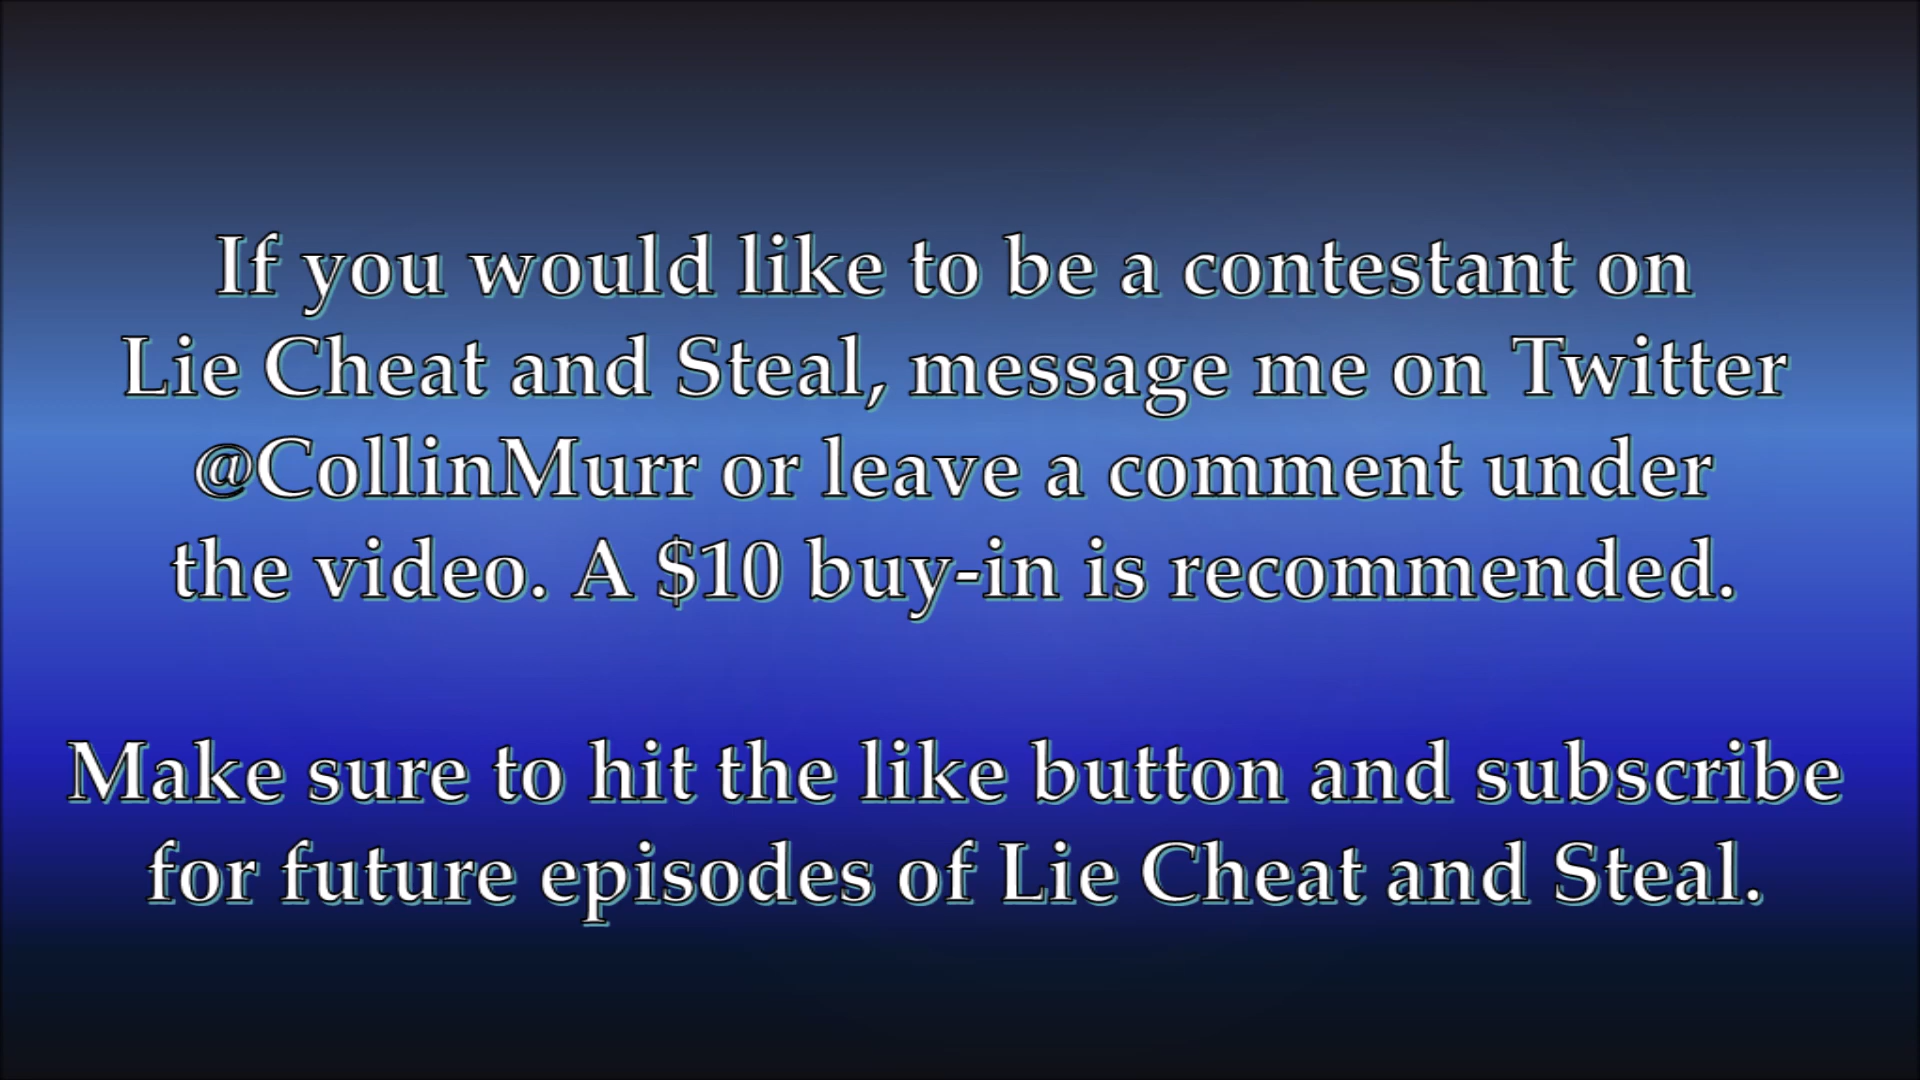 If you would like to be a contestant on
Lie Cheat and Steal, message me on Twitter
@CollinMurr or leave a comment under
the video. A $10 buy-in is recommended.
Make sure to hit the like button and subscribe
for future episodes of Lie Cheat and Steal.